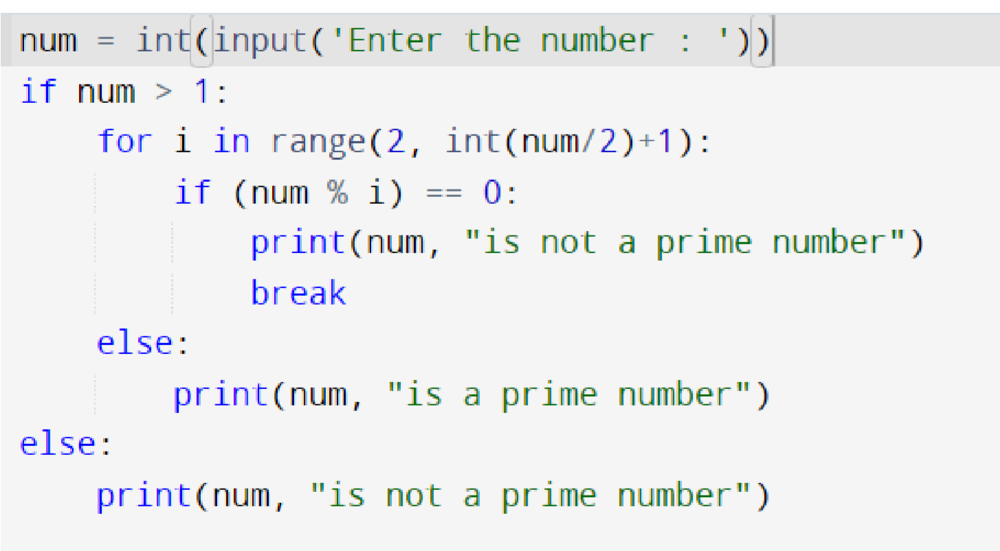 num = int(input('Enter the number : '))
if num > 1:
    for i in range(2, int(num/2)+1):
        if (num % i) == 0:
            print(num, "is not a prime number")
            break
    else:
        print(num, "is a prime number")
else:
    print(num, "is not a prime number")